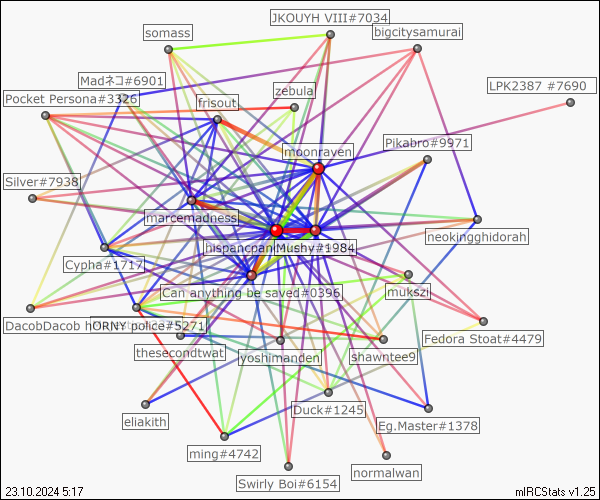 JKOUYH VIII#7034
somass
bigcitysamurai
Madネコ#6901
zebula
LPK2387 #7690
Pocket Persona#3326
frisout
Pikabro#9971
moonraven
Silver#7938
marcemadness
neokingghidorah
hispancpan
Mushy#1984
Cypha#1717
Can anything be saved#0396
mukszi
DacobDacob
hORNY police#5271
Fedora Stoat#4479
thesecondtwat
yoshimanden
shawntee9
Duck#1245
eliakith
Eg.Master#1378
ming#4742
normalwan
Swirly Boi#6154
23.10.2024 5:17
mIRCStats v1.25